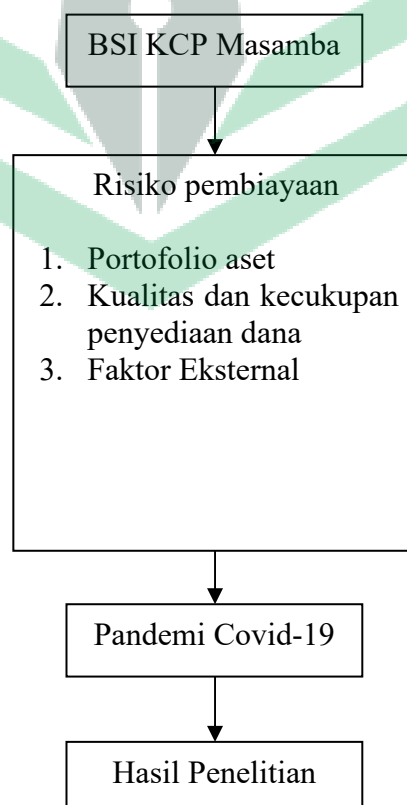 BSI KCP Masamba
Risiko pembiayaan
1. Portofolio aset
2. Kualitas dan kecukupan
penyediaan dana
3. Faktor Eksternal
Pandemi Covid-19
Hasil Penelitian